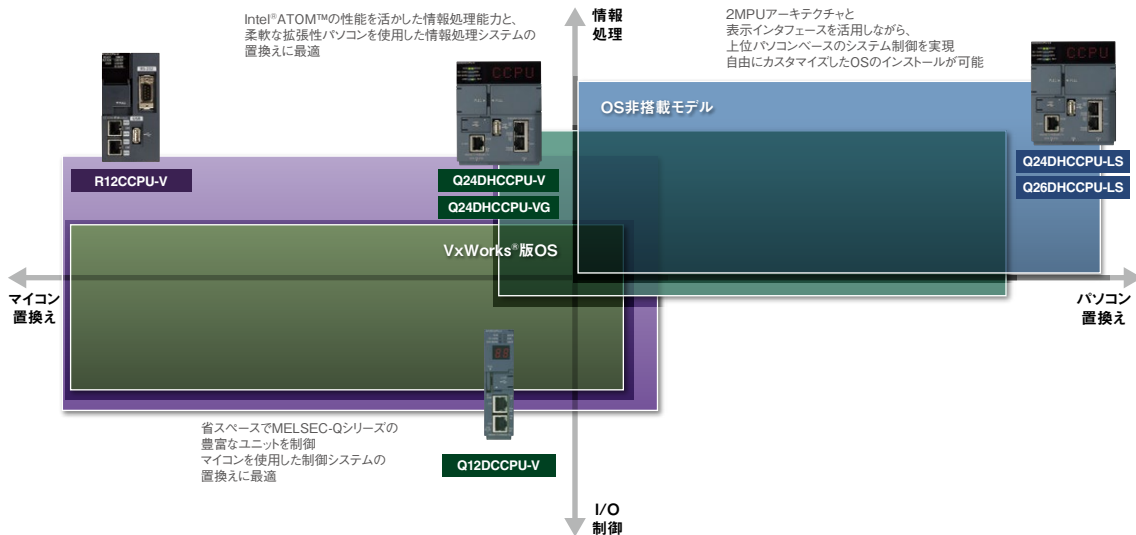 Intel®ATOM™の性能を活かした情報処理能力と、
柔軟な拡張性パソコンを使用した情報処理システムの
置換えに最適
情報
処理
2MPUアーキテクチャと
表示インタフェースを活用しながら、
上位パソコンベースのシステム制御を実現
自由にカスタマイズしたOSのインストールが可能
CCPU
CCPU
OS非搭載モデル
R12CCPU-V
Q24DHCCPU-V
Q24DHCCPU-VG
Q24DHCCPU-LS
Q26DHCCPU-LS
VxWorks®版OS
マイコン
置換え
パソコン
置換え
省スペースでMELSEC-Qシリーズの
豊富なユニットを制御
マイコンを使用した制御システムの
置換えに最適
Q12DCCPU-V
I/O
制御